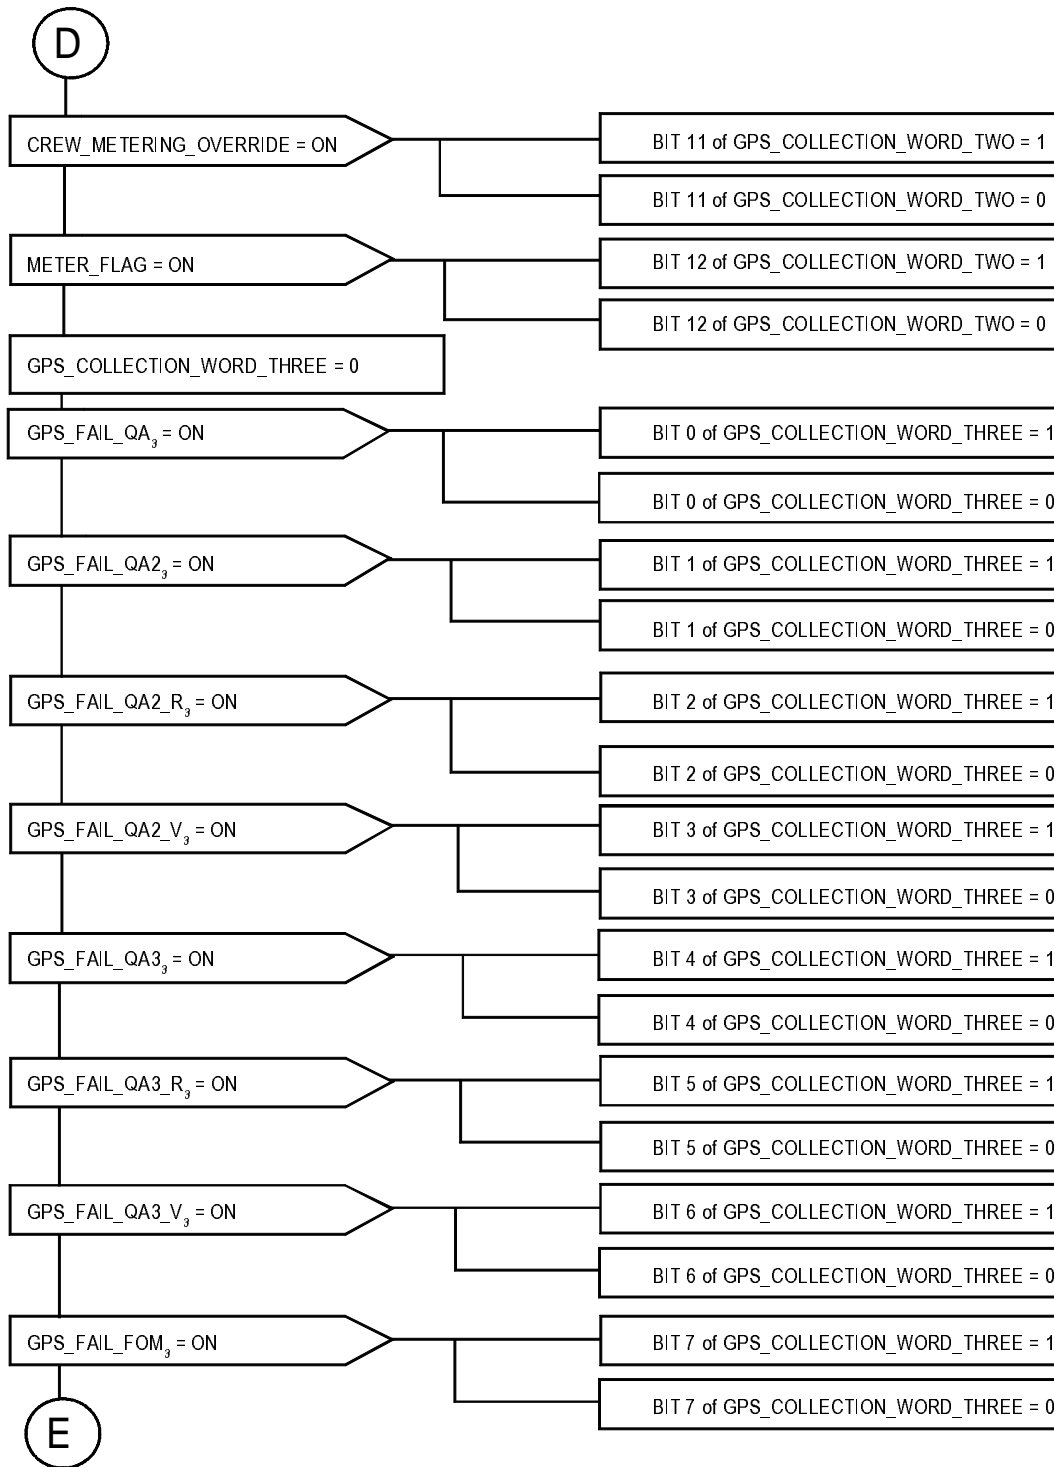 D
CREW_METERING_OVERRIDE = ON
BIT 11 of GPS_COLLECTION_WORD_TWO = 1
BIT 11 of GPS_COLLECTION_WORD_TWO = 0
METER_FLAG = ON
BIT 12 of GPS_COLLECTION_WORD_TWO = 1
BIT 12 of GPS_COLLECTION_WORD_TWO = 0
GPS_COLLECTION_WORD_THREE = 0
GPS_FAIL_QA₃ = ON
BIT 0 of GPS_COLLECTION_WORD_THREE = 1
BIT 0 of GPS_COLLECTION_WORD_THREE = 0
GPS_FAIL_QA2₃ = ON
BIT 1 of GPS_COLLECTION_WORD_THREE = 1
BIT 1 of GPS_COLLECTION_WORD_THREE = 0
GPS_FAIL_QA2_R₃ = ON
BIT 2 of GPS_COLLECTION_WORD_THREE = 1
BIT 2 of GPS_COLLECTION_WORD_THREE = 0
GPS_FAIL_QA2_V₃ = ON
BIT 3 of GPS_COLLECTION_WORD_THREE = 1
BIT 3 of GPS_COLLECTION_WORD_THREE = 0
GPS_FAIL_QA3₃ = ON
BIT 4 of GPS_COLLECTION_WORD_THREE = 1
BIT 4 of GPS_COLLECTION_WORD_THREE = 0
GPS_FAIL_QA3_R₃ = ON
BIT 5 of GPS_COLLECTION_WORD_THREE = 1
BIT 5 of GPS_COLLECTION_WORD_THREE = 0
GPS_FAIL_QA3_V₃ = ON
BIT 6 of GPS_COLLECTION_WORD_THREE = 1
BIT 6 of GPS_COLLECTION_WORD_THREE = 0
GPS_FAIL_FOM₃ = ON
BIT 7 of GPS_COLLECTION_WORD_THREE = 1
BIT 7 of GPS_COLLECTION_WORD_THREE = 0
E